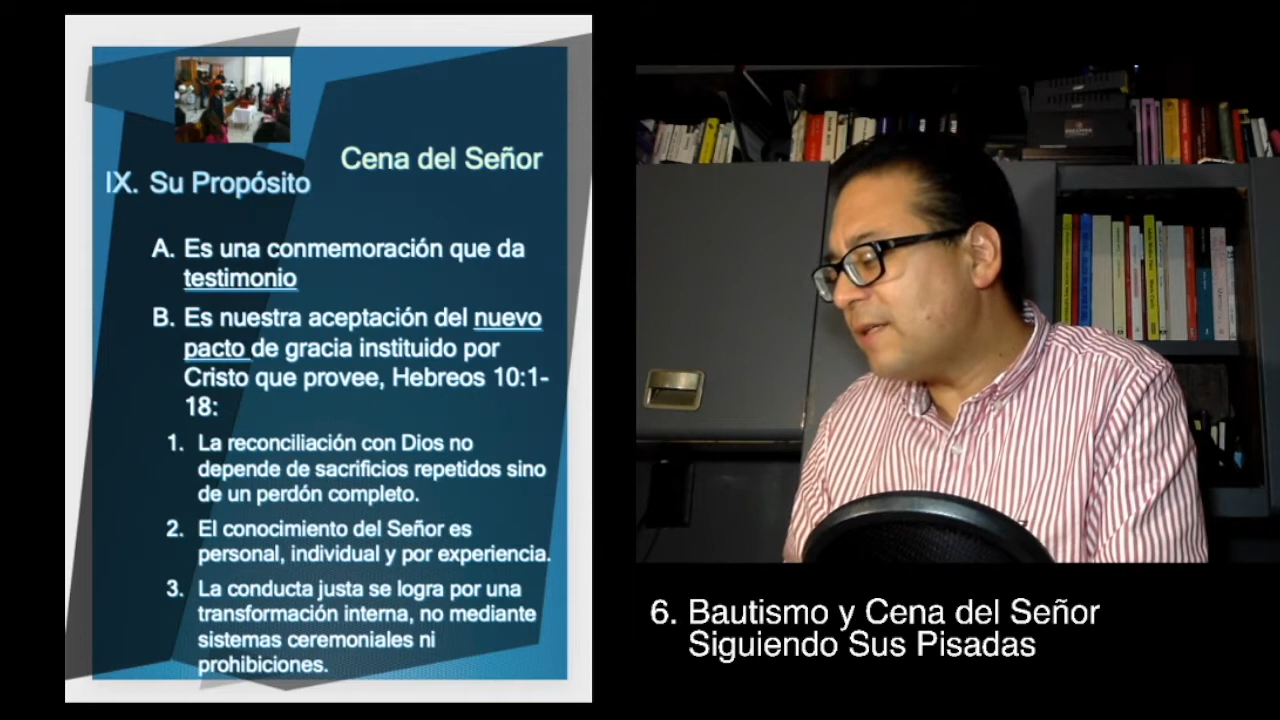 Cena del Señor
IX. Su Propósito
A. Es una conmemoración que da
testimonio
B. Es nuestra aceptación del nuevo
pacto de gracia instituido por
Cristo que provee, Hebreos 10:1-
18:
1. La reconciliación con Dios no
depende de sacrificios repetidos sino
de un perdón completo.
2. El conocimiento del Señor es
personal, individual y por experiencia.
3. La conducta justa se logra por una
transformación interna, no mediante
sistemas ceremoniales ni
prohibiciones.
6. Bautismo y Cena del Señor
Siguiendo Sus Pisadas